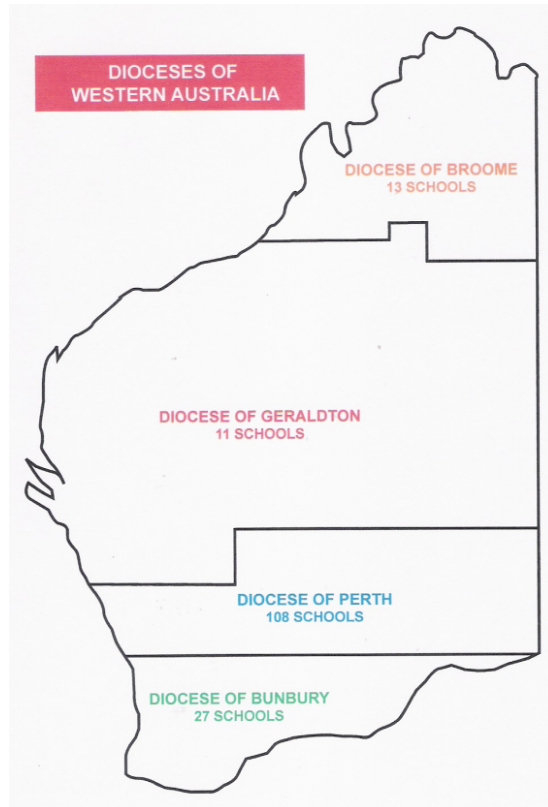 DIOCESES OF
WESTERN AUSTRALIA
DIOCESE OF BROOME
13 SCHOOLS
DIOCESE OF GERALDTON
11 SCHOOLS
DIOCESE OF PERTH
108 SCHOOLS
DIOCESE OF BUNBURY
27 SCHOOLS